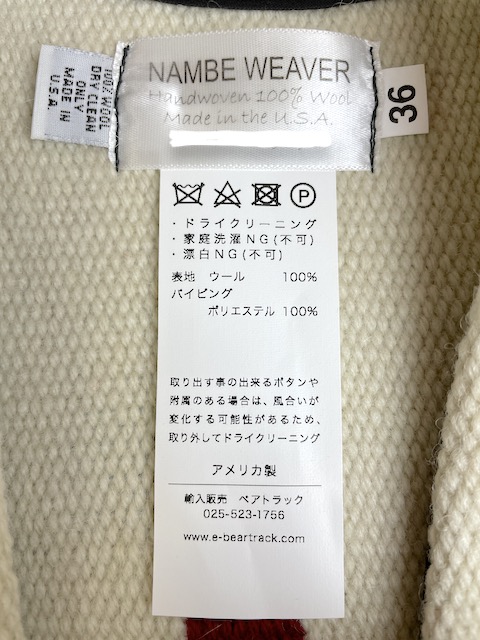 NAMBE WEAVER
Handwoven 100% Wool
Made in the U.S.A.
100% WOOL
DRY CLEAN
ONLY
MADE IN
U.S.A.
36
P
・ドライクリーニング
・家庭洗濯NG(不可)
・漂白NG(不可)
表地 ウール 100%
パイピング
ポリエステル 100%
取り出す事の出来るボタンや
附属のある場合は、風合いが
変化する可能性があるため、
取り外してドライクリーニング
アメリカ製
輸入販売 ベアトラック
025-523-1756
www.e-beartrack.com